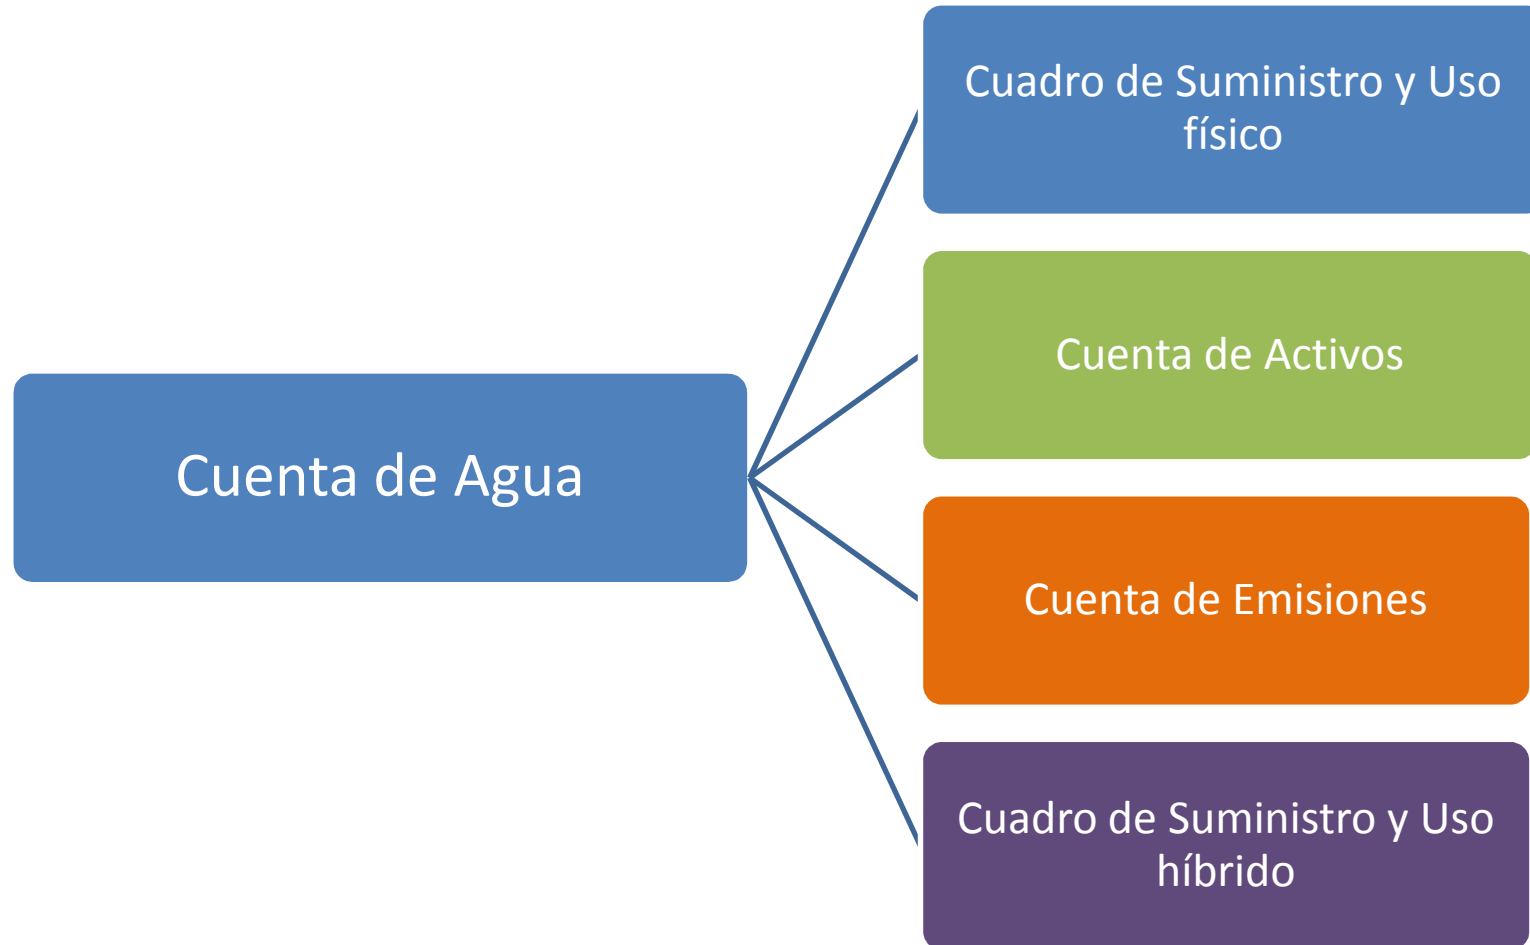 Cuadro de Suministro y Uso
físico
Cuenta de Activos
Cuenta de Agua
Cuenta de Emisiones
Cuadro de Suministro y Uso
híbrido